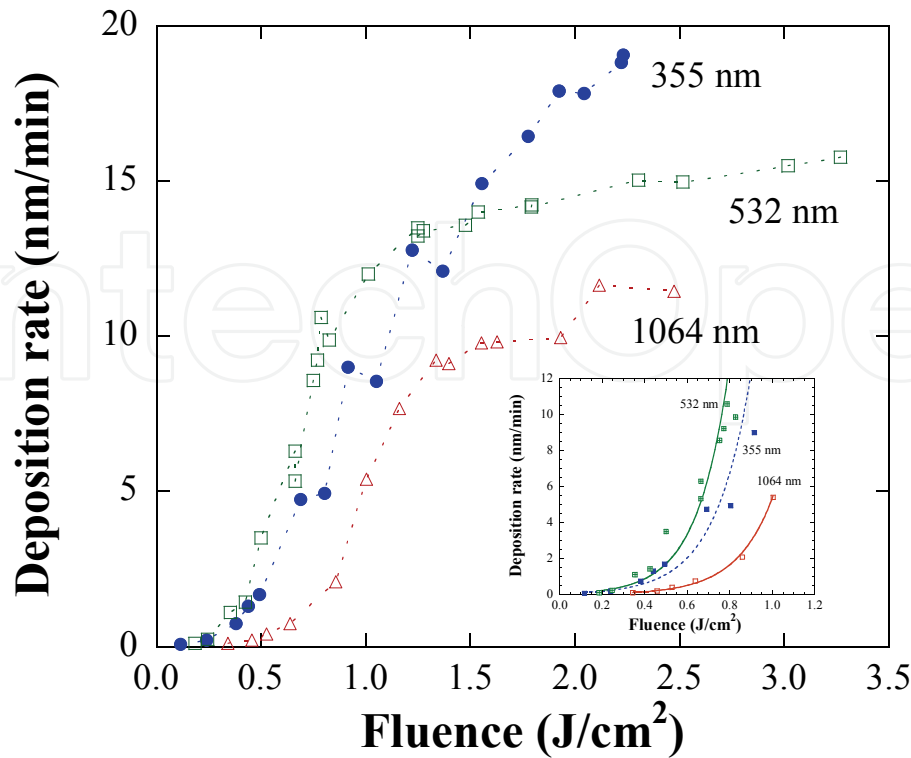 20
15
10
5
0
Deposition rate (nm/min)
355 nm
532 nm
1064 nm
0.0 0.5 1.0 1.5 2.0 2.5 3.0 3.5
Fluence (J/cm²)
12
10
8
6
4
2
0
Deposition rate (nm/min)
532 nm
355 nm
1064 nm
0.0 0.2 0.4 0.6 0.8 1.0 1.2
Fluence (J/cm²)
ntechOpe